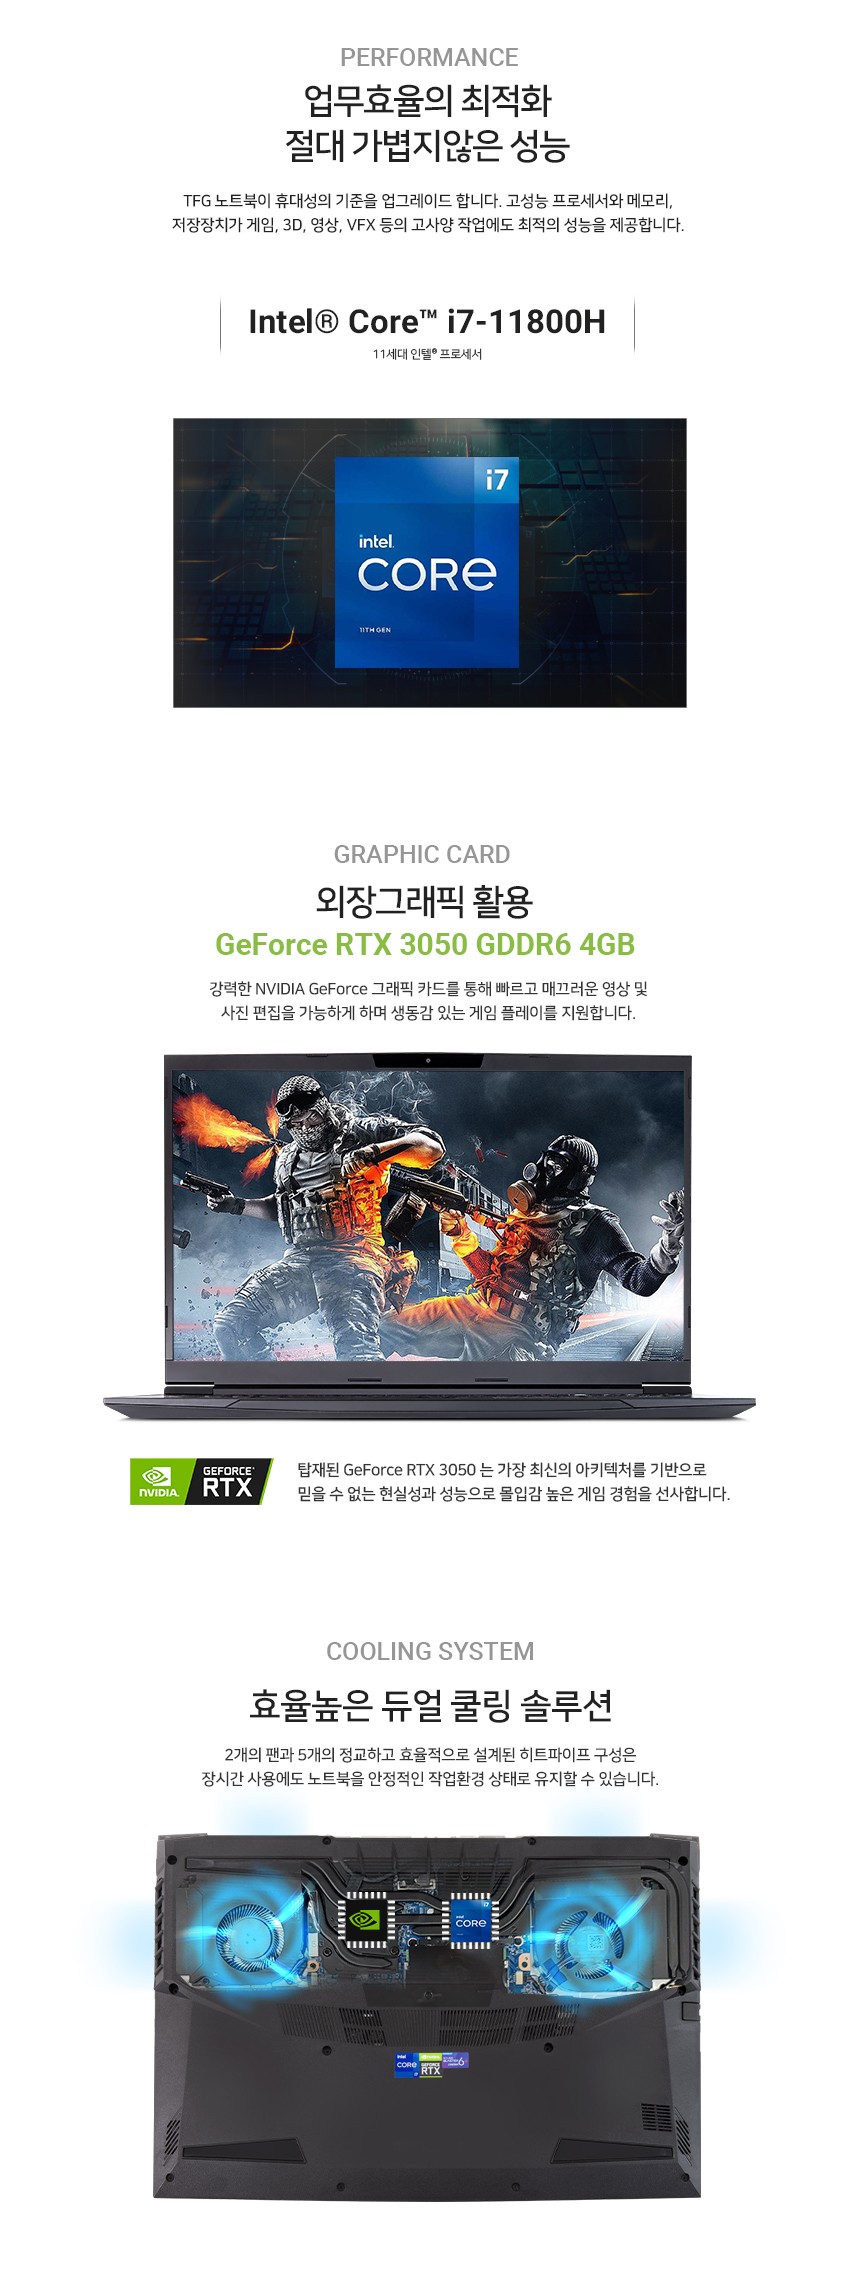 PERFORMANCE
업무효율의 최적화
절대 가볍지않은 성능
TFG 노트북이 휴대성의 기준을 업그레이드 합니다. 고성능 프로세서와 메모리,
저장장치가 게임, 3D, 영상, VFX 등의 고사양 작업에도 최적의 성능을 제공합니다.
Intel® Core™ i7-11800H
11세대 인텔® 프로세서
i7
intel.
CORE
11TH GEN
GRAPHIC CARD
외장그래픽 활용
GeForce RTX 3050 GDDR6 4GB
강력한 NVIDIA GeForce 그래픽 카드를 통해 빠르고 매끄러운 영상 및
사진 편집을 가능하게 하며 생동감 있는 게임 플레이를 지원합니다.
NVIDIA.
GEFORCE
RTX
탑재된 GeForce RTX 3050 는 가장 최신의 아키텍처를 기반으로
믿을 수 없는 현실성과 성능으로 몰입감 높은 게임 경험을 선사합니다.
COOLING SYSTEM
효율높은 듀얼 쿨링 솔루션
2개의 팬과 5개의 정교하고 효율적으로 설계된 히트파이프 구성은
장시간 사용에도 노트북을 안정적인 작업환경 상태로 유지할 수 있습니다.
i7
intel
CORE
intel
CORE
i7
GEFORCE
RTX
6